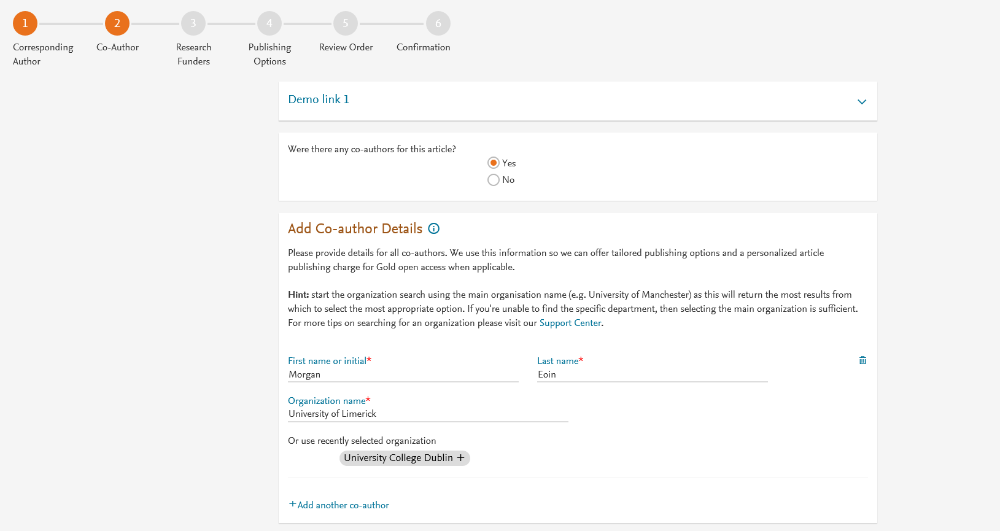 1 2 3 4 5 6
Corresponding Co-Author Research Publishing Review Order Confirmation
Author Funders Options
Demo link 1
Were there any co-authors for this article?
Yes
No
Add Co-author Details
Please provide details for all co-authors. We use this information so we can offer tailored publishing options and a personalized article
publishing charge for Gold open access when applicable.
Hint: start the organization search using the main organisation name (e.g. University of Manchester) as this will return the most results from
which to select the most appropriate option. If you're unable to find the specific department, then selecting the main organization is sufficient.
For more tips on searching for an organization please visit our Support Center.
First name or initial* Last name*
Morgan Eoin
Organization name*
University of Limerick
Or use recently selected organization
University College Dublin +
+Add another co-author